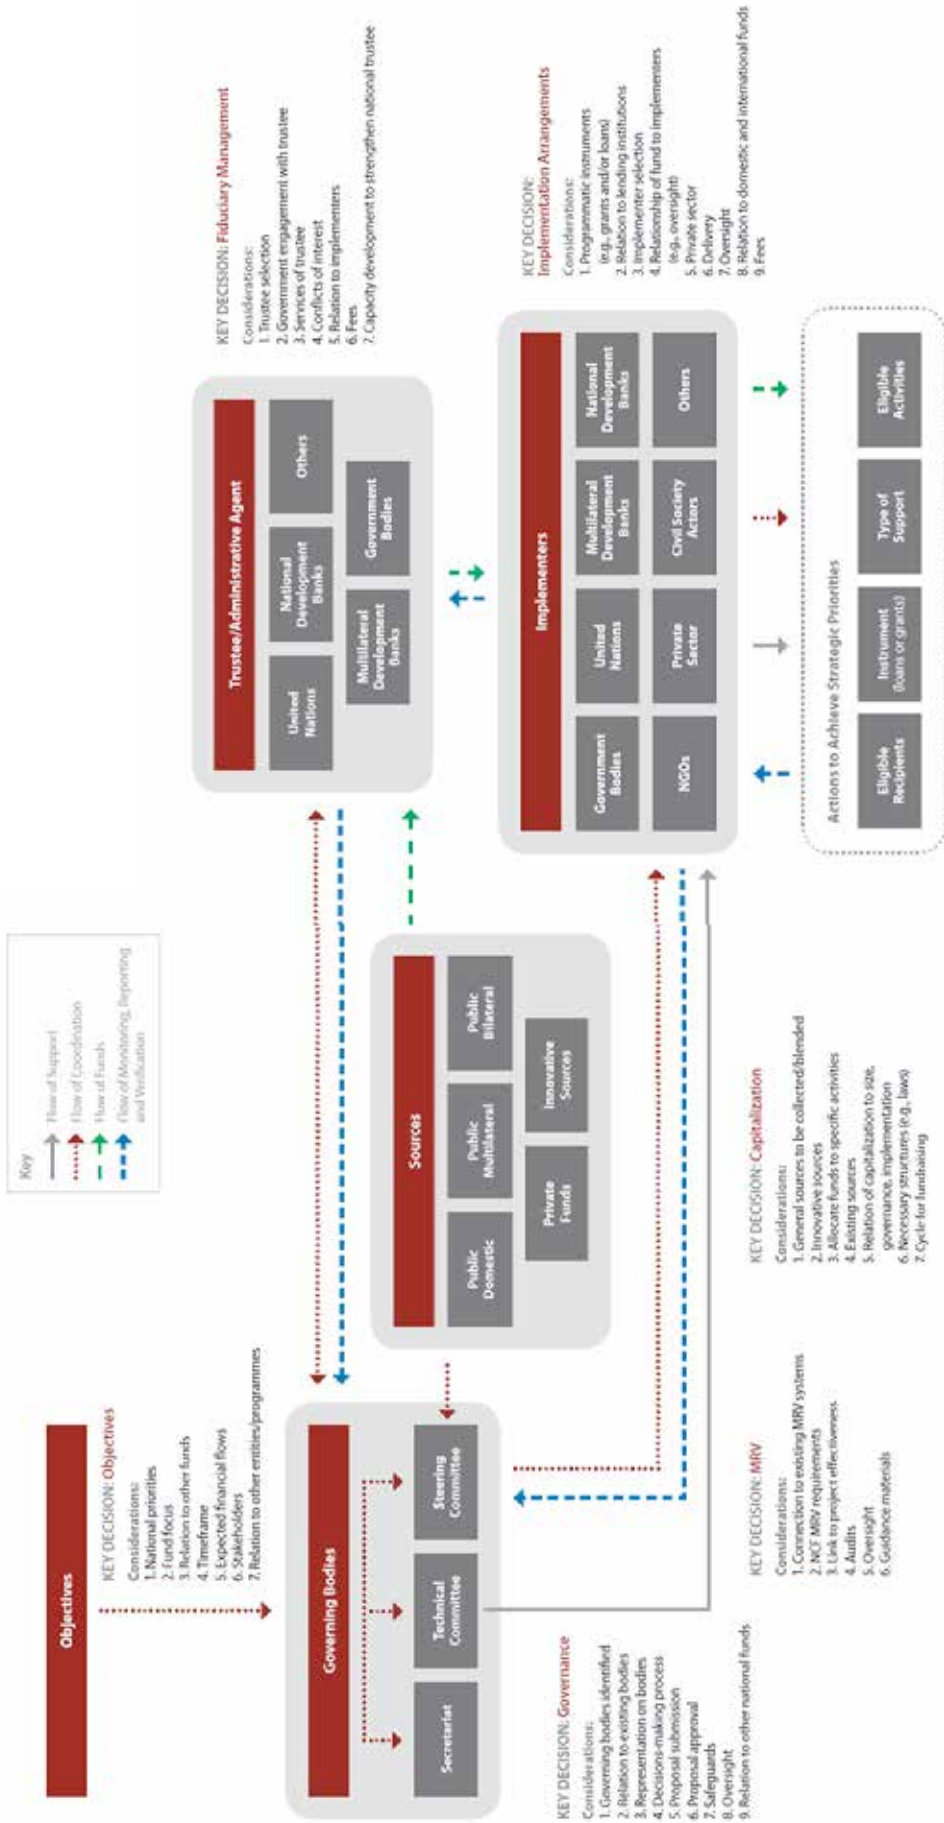 Key
Flow of Support
Flow of Coordination
Flow of Funds
Flow of Monitoring, Reporting
and Verification
Objectives
KEY DECISION: Objectives
Considerations:
1. National priorities
2. Fund focus
3. Relation to other funds
4. Timeframe
5. Expected financial flows
6. Stakeholders
7. Relation to other entities/programmes
Governing Bodies
Secretariat
Technical
Committee
Steering
Committee
KEY DECISION: Governance
Considerations:
1. Governing bodies identified
2. Relation to existing bodies
3. Representation on bodies
4. Decisions-making process
5. Proposal submission
6. Proposal approval
7. Safeguards
8. Oversight
9. Relation to other national funds
Sources
Public
Domestic
Public
Multilateral
Public
Bilateral
Private
Funds
Innovative
Sources
KEY DECISION: MRV
Considerations:
1. Connection to existing MRV systems
2. NCF MRV requirements
3. Link to project effectiveness
4. Audits
5. Oversight
6. Guidance materials
KEY DECISION: Capitalization
Considerations:
1. General sources to be collected/blended
2. Innovative sources
3. Allocate funds to specific activities
4. Existing sources
5. Relation of capitalization to size,
governance, implementation
6. Necessary structures (e.g., laws)
7. Cycle for fundraising
Trustee/Administrative Agent
United
Nations
National
Development
Banks
Others
Multilateral
Development
Banks
Government
Bodies
KEY DECISION: Fiduciary Management
Considerations:
1. Trustee selection
2. Government engagement with trustee
3. Services of trustee
4. Conflicts of interest
5. Relation to implementers
6. Fees
7. Capacity development to strengthen national trustee
Implementers
Government
Bodies
United
Nations
Multilateral
Development
Banks
National
Development
Banks
NGOs
Private
Sector
Civil Society
Actors
Others
KEY DECISION:
Implementation Arrangements
Considerations:
1. Programmatic instruments
(e.g., grants and/or loans)
2. Relation to lending institutions
3. Implementer selection
4. Relationship of fund to implementers
(e.g., oversight)
5. Private sector
6. Delivery
7. Oversight
8. Relation to domestic and international funds
9. Fees
Actions to Achieve Strategic Priorities
Eligible
Recipients
Instrument
(loans or grants)
Type of
Support
Eligible
Activities